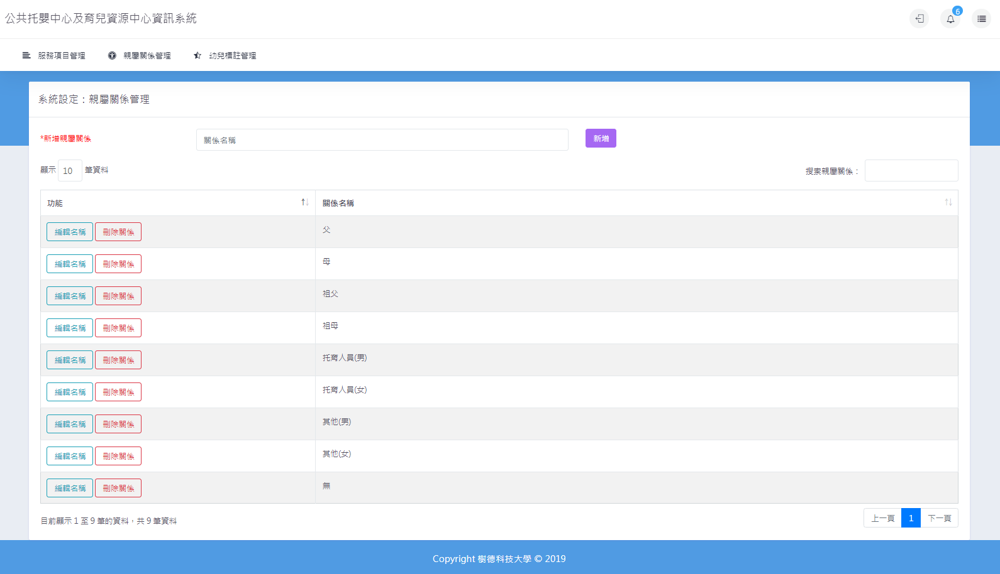 公共托嬰中心及育兒資源中心資訊系統
6
服務項目管理 親屬關係管理 幼兒標註管理
系統設定：親屬關係管理
*新增親屬關係 關係名稱 新增
顯示 10 筆資料 搜索親屬關係：
功能 關係名稱
編輯名稱 刪除關係 父
編輯名稱 刪除關係 母
編輯名稱 刪除關係 祖父
編輯名稱 刪除關係 祖母
編輯名稱 刪除關係 托育人員(男)
編輯名稱 刪除關係 托育人員(女)
編輯名稱 刪除關係 其他(男)
編輯名稱 刪除關係 其他(女)
編輯名稱 刪除關係 無
目前顯示 1 至 9 筆的資料，共 9 筆資料 上一頁 1 下一頁
Copyright 樹德科技大學 © 2019